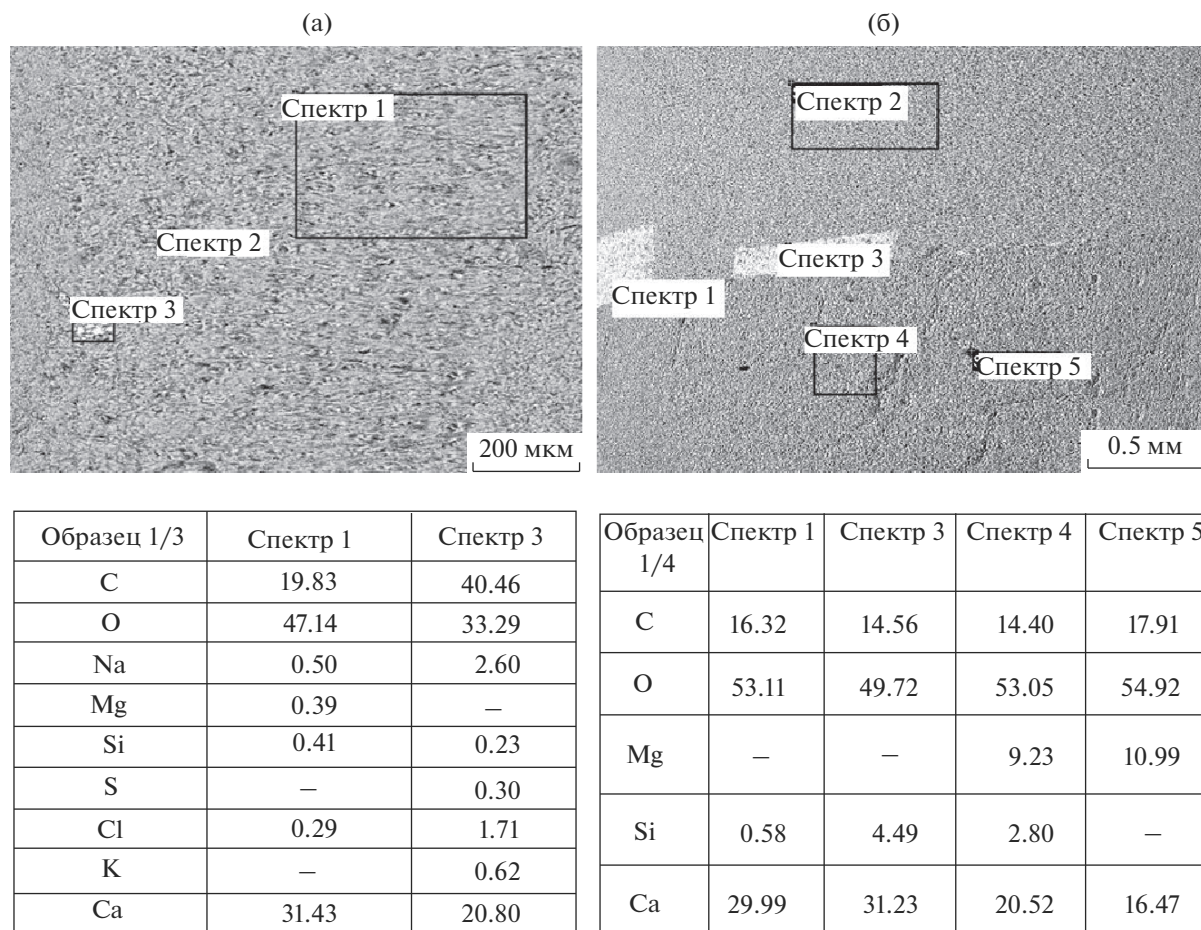 (а)
(б)
Спектр 1
Спектр 2
Спектр 3
200 мкм
Спектр 2
Спектр 3
Спектр 1
Спектр 4
Спектр 5
0.5 мм
Образец 1/3 Спектр 1 Спектр 3
C 19.83 40.46
O 47.14 33.29
Na 0.50 2.60
Mg 0.39 –
Si 0.41 0.23
S – 0.30
Cl 0.29 1.71
K – 0.62
Ca 31.43 20.80
Образец Спектр 1 Спектр 3 Спектр 4 Спектр 5
1/4
C 16.32 14.56 14.40 17.91
O 53.11 49.72 53.05 54.92
Mg – – 9.23 10.99
Si 0.58 4.49 2.80 –
Ca 29.99 31.23 20.52 16.47